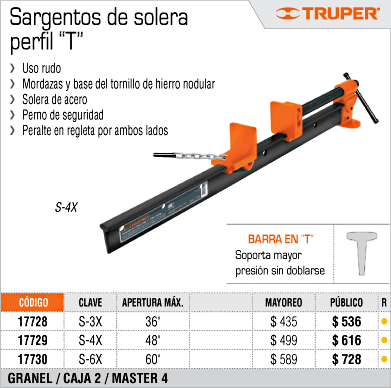 Sargentos de solera
perfil “T”
TRUPER®
❯ Uso rudo
❯ Mordazas y base del tornillo de hierro nodular
❯ Solera de acero
❯ Perno de seguridad
❯ Peralte en regleta por ambos lados
TRUPER
S-4X
BARRA EN “T”
Soporta mayor
presión sin doblarse
CÓDIGO CLAVE APERTURA MÁX. MAYOREO PÚBLICO R
17728 S-3X 36' $ 435 $ 536
17729 S-4X 48' $ 499 $ 616
17730 S-6X 60' $ 589 $ 728
GRANEL / CAJA 2 / MASTER 4